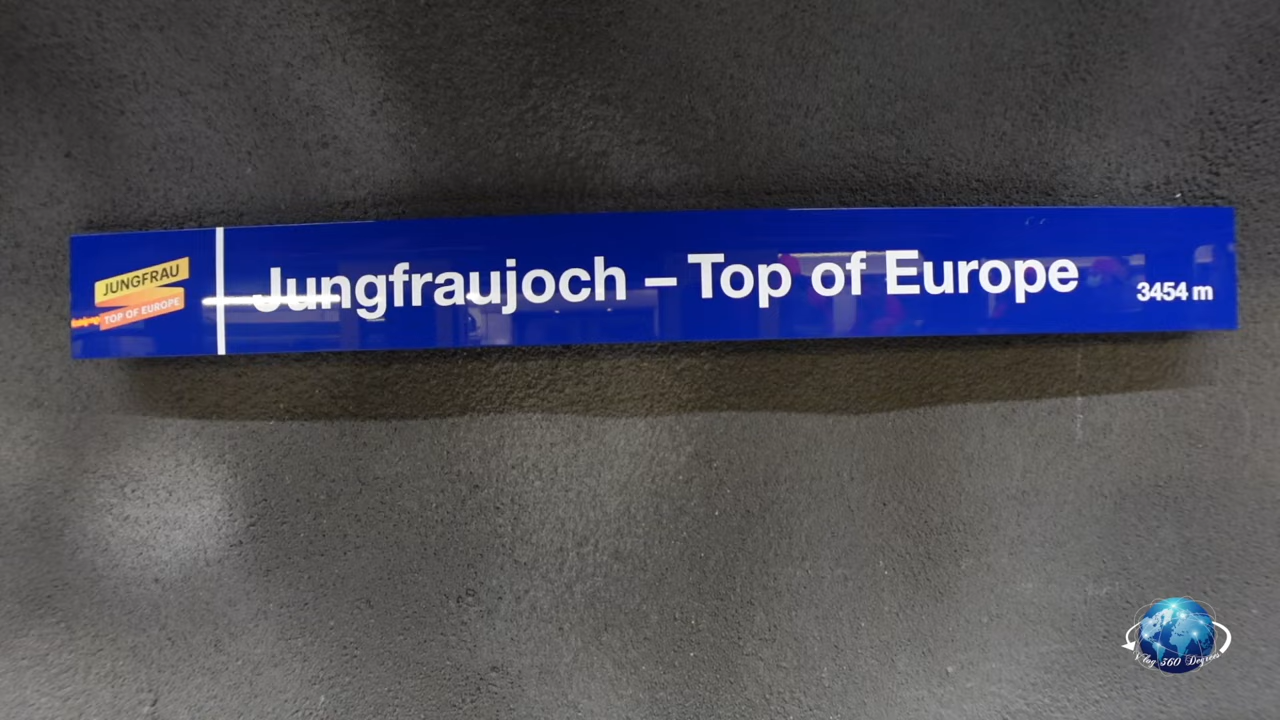 JUNGFRAU
TOP OF EUROPE
Jungfraujoch – Top of Europe
3454 m
Vlog 360 Degrees